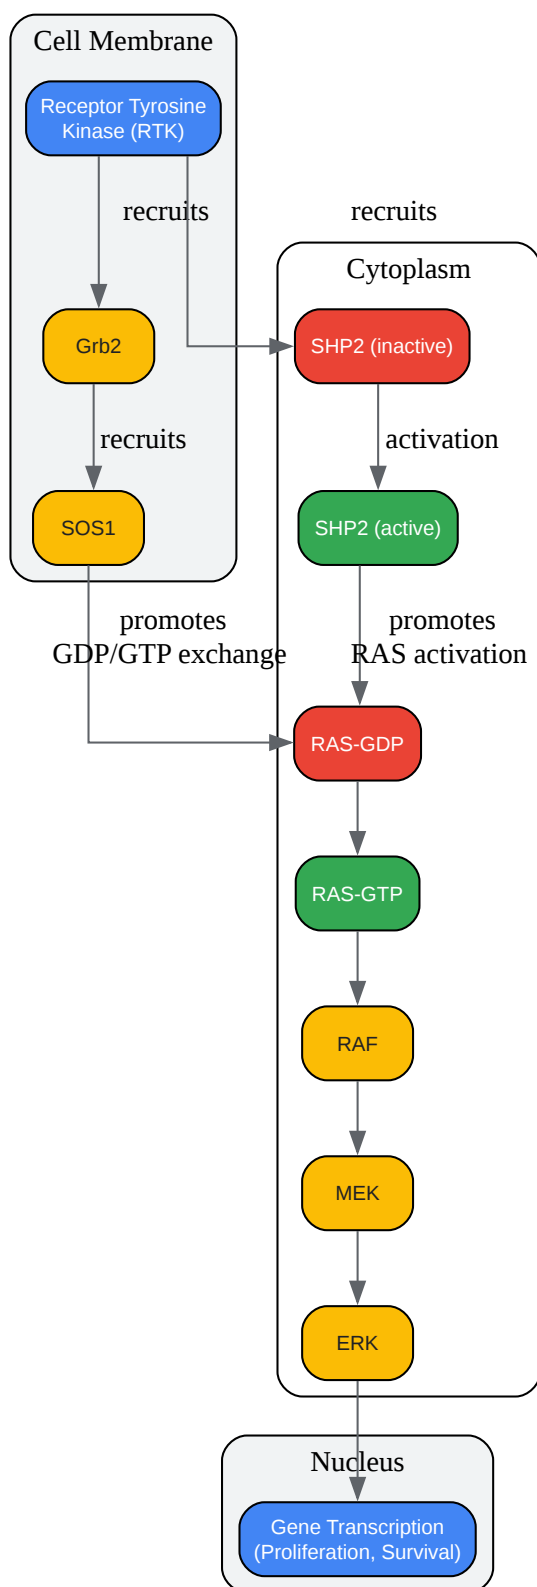 Cell Membrane
Receptor Tyrosine
Kinase (RTK)
recruits
recruits
Cytoplasm
Grb2
SHP2 (inactive)
recruits
activation
SOS1
SHP2 (active)
promotes
GDP/GTP exchange
promotes
RAS activation
RAS-GDP
RAS-GTP
RAF
MEK
ERK
Nucleus
Gene Transcription
(Proliferation, Survival)